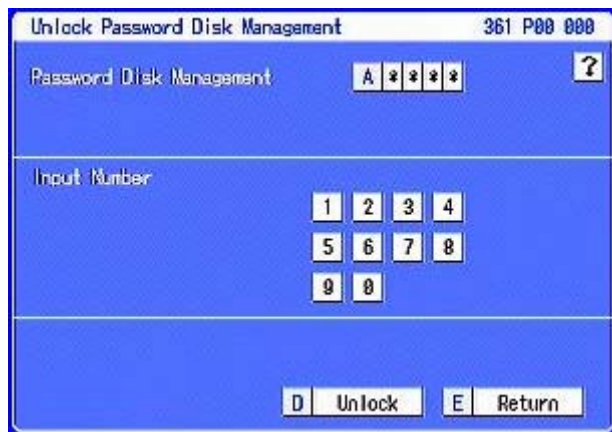 Unlock Password Disk Management 361 P00 000
Password Disk Management A * * * * ?
Input Number
1 2 3 4
5 6 7 8
9 0
D Unlock E Return